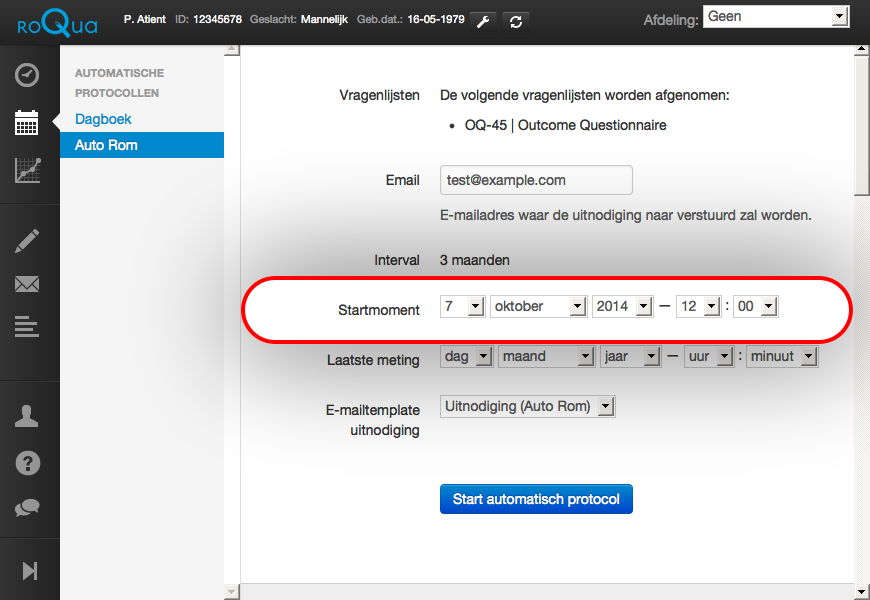 roQua
P. Atient ID: 12345678 Geslacht: Mannelijk Geb.dat.: 16-05-1979
Afdeling: Geen
AUTOMATISCHE
PROTOCOLLEN
Dagboek
Auto Rom
Vragenlijsten De volgende vragenlijsten worden afgenomen:
• OQ-45 | Outcome Questionnaire
Email test@example.com
E-mailadres waar de uitnodiging naar verstuurd zal worden.
Interval 3 maanden
Startmoment 7 oktober 2014 — 12 : 00
Laatste meting dag maand jaar — uur : minuut
E-mailtemplate Uitnodiging (Auto Rom)
uitnodiging
Start automatisch protocol